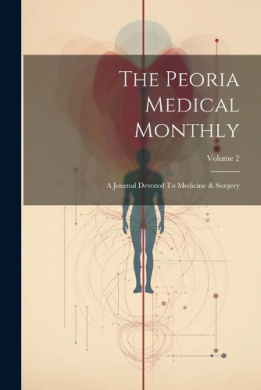 The Peoria
Medical
Monthly
Volume 2
A Journal Devoted To Medicine & Surgery